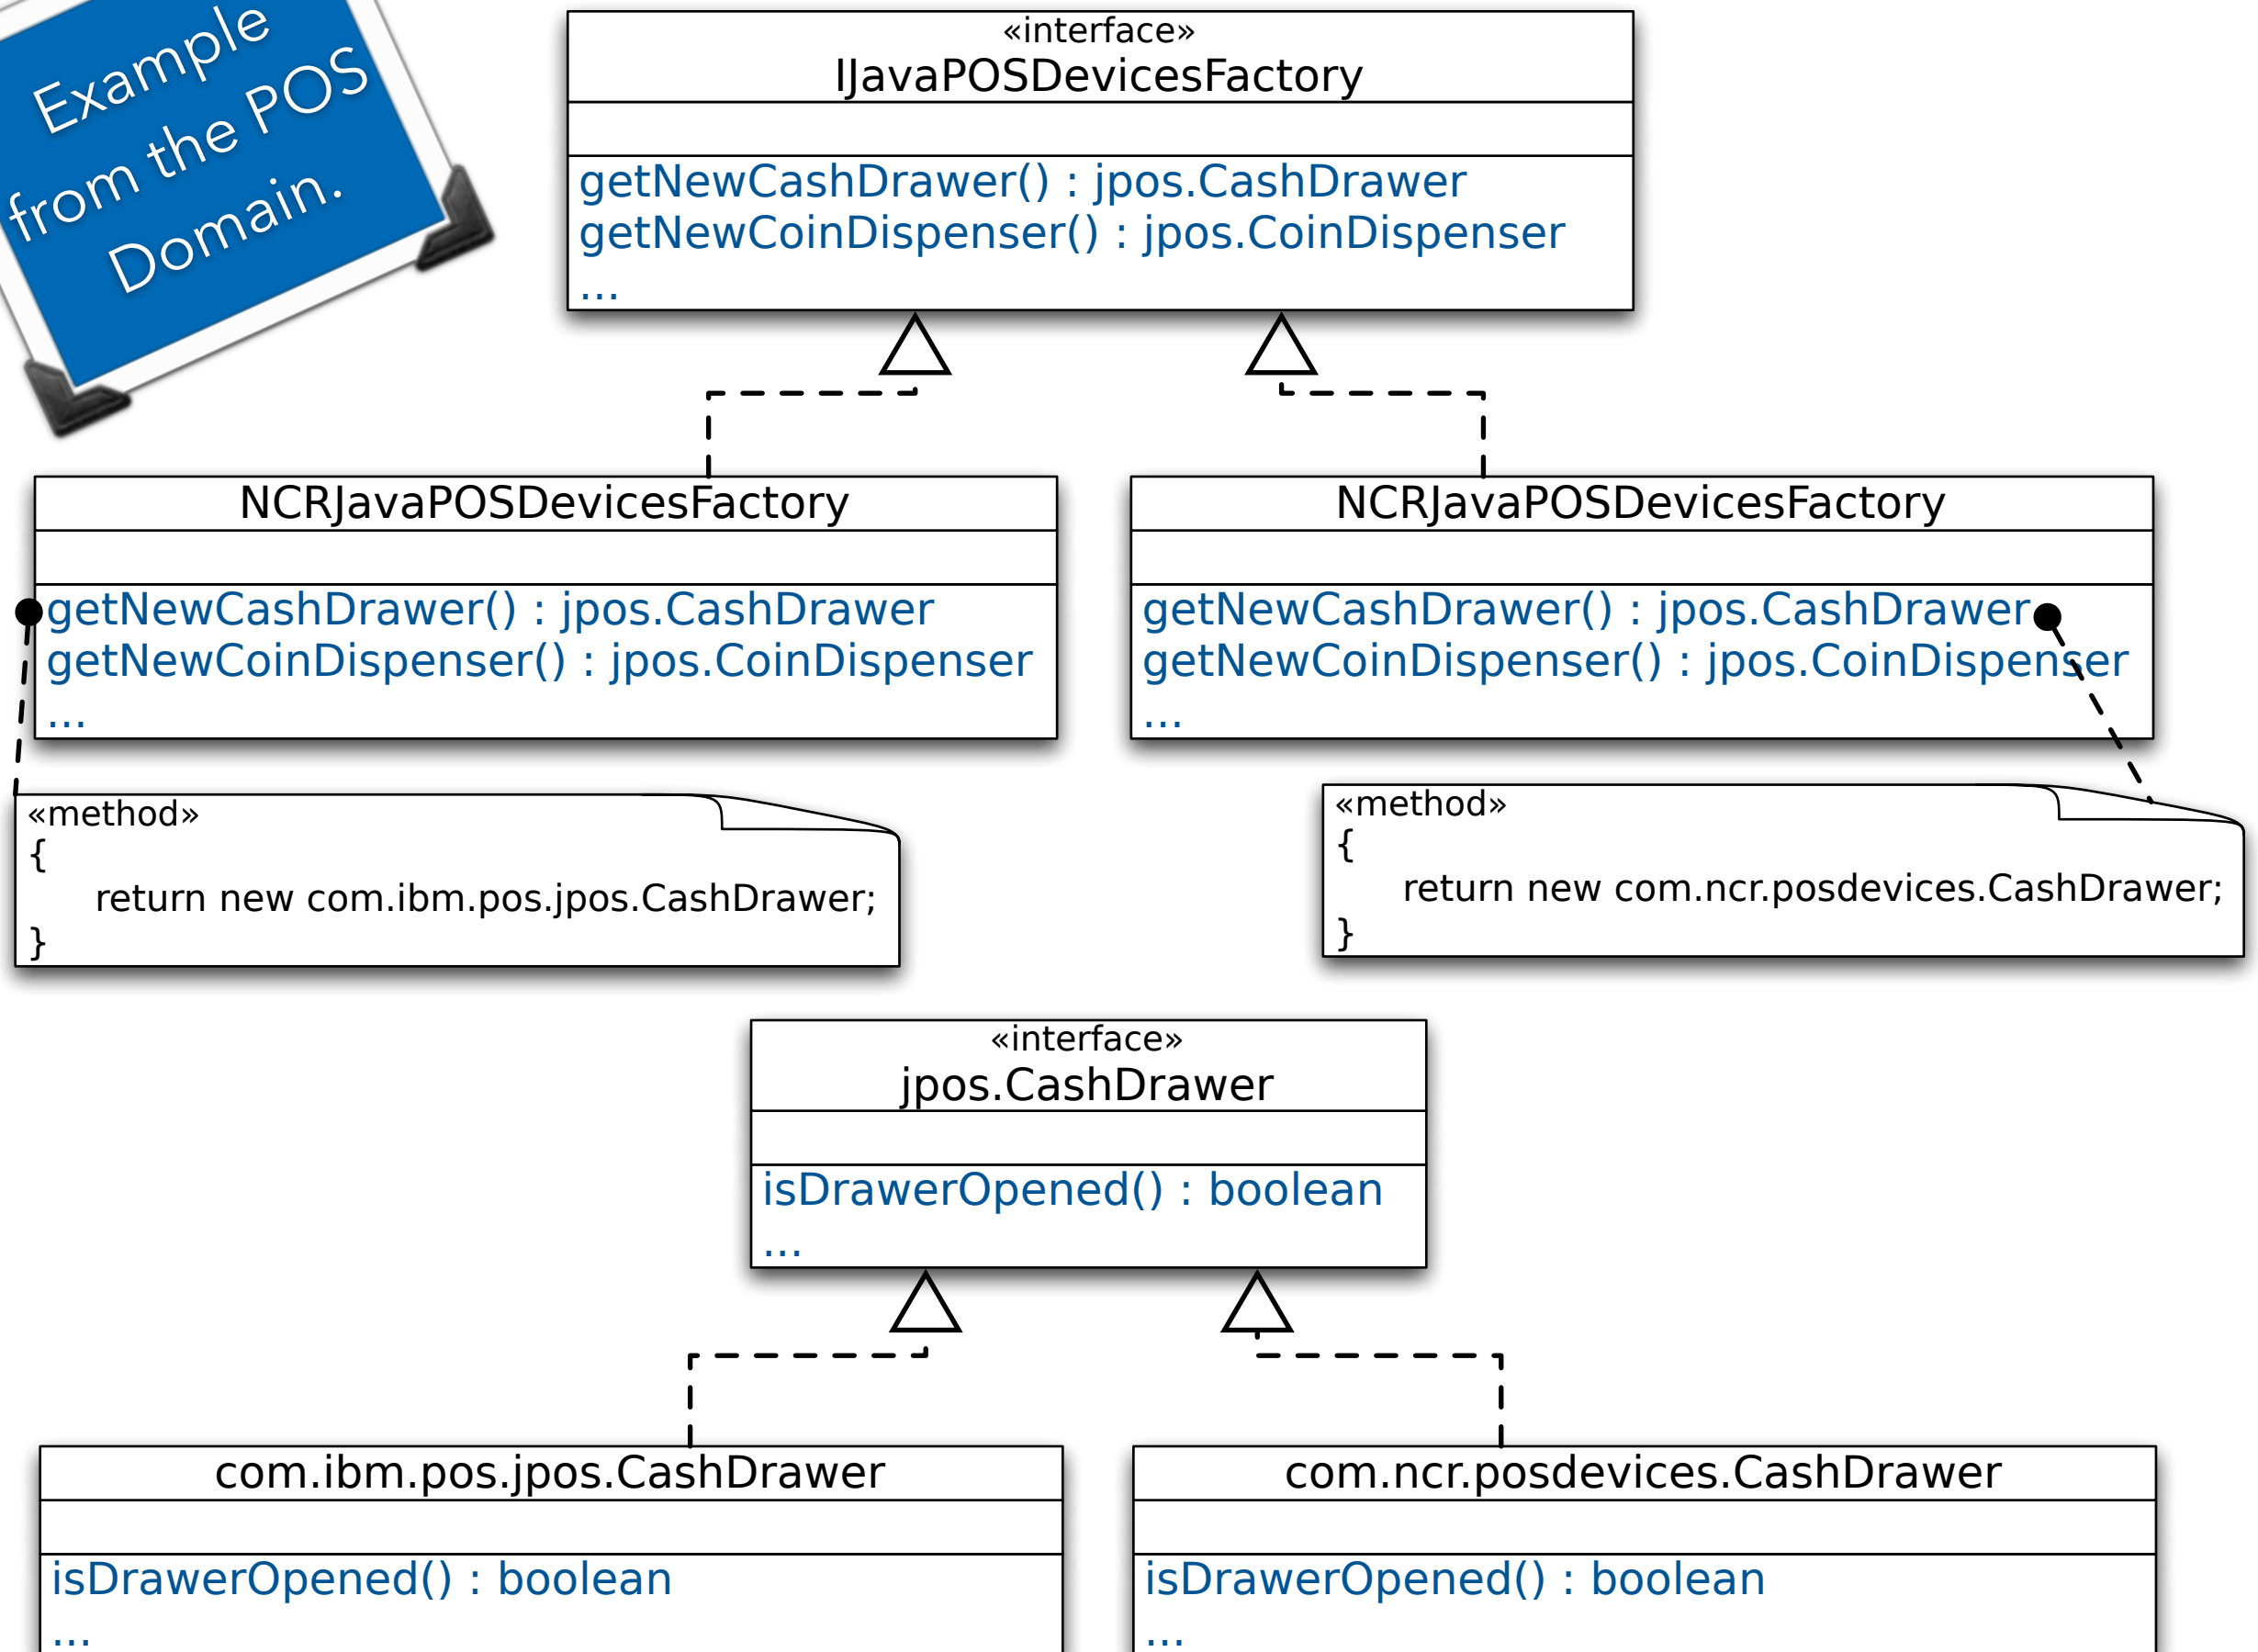 Example
from the POS
Domain.
«interface»
IJavaPOSDevicesFactory
getNewCashDrawer() : jpos.CashDrawer
getNewCoinDispenser() : jpos.CoinDispenser
...
NCRJavaPOSDevicesFactory
getNewCashDrawer() : jpos.CashDrawer
getNewCoinDispenser() : jpos.CoinDispenser
...
NCRJavaPOSDevicesFactory
getNewCashDrawer() : jpos.CashDrawer
getNewCoinDispenser() : jpos.CoinDispenser
...
«method»
{
return new com.ibm.pos.jpos.CashDrawer;
}
«method»
{
return new com.ncr.posdevices.CashDrawer;
}
«interface»
jpos.CashDrawer
isDrawerOpened() : boolean
...
com.ibm.pos.jpos.CashDrawer
isDrawerOpened() : boolean
...
com.ncr.posdevices.CashDrawer
isDrawerOpened() : boolean
...